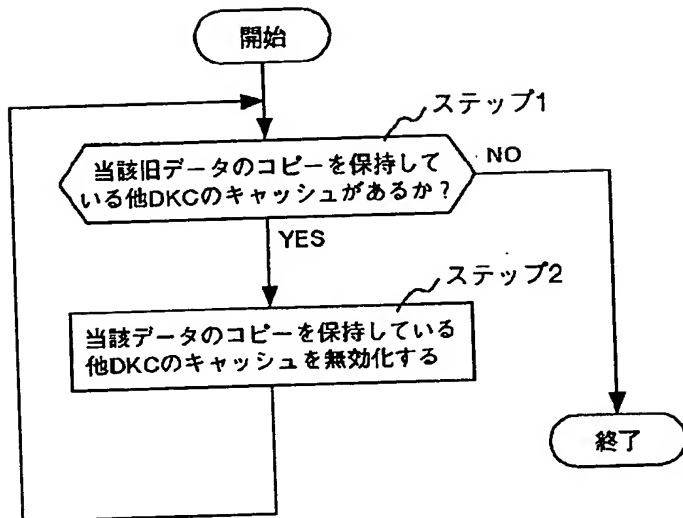 開始
ステップ1
当該旧データのコピーを保持して
いる他DKCのキャッシュがあるか？
NO
YES
ステップ2
当該データのコピーを保持している
他DKCのキャッシュを無効化する
終了